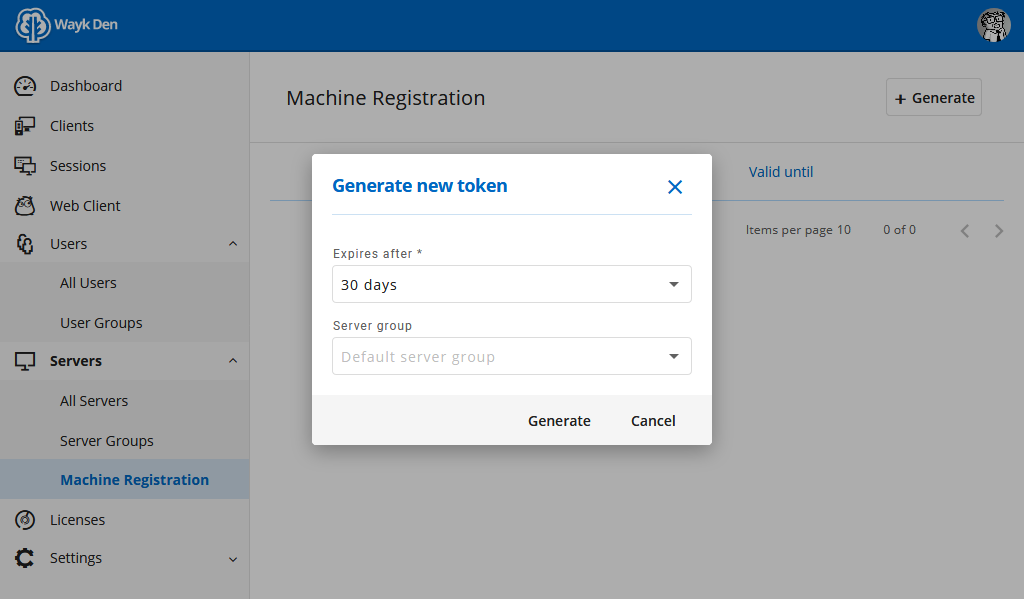 Wayk Den
Dashboard
Clients
Sessions
Web Client
Users
All Users
User Groups
Servers
All Servers
Server Groups
Machine Registration
Licenses
Settings
Machine Registration
+ Generate
Valid until
Items per page 10 0 of 0
Generate new token
Expires after *
30 days
Server group
Default server group
Generate Cancel